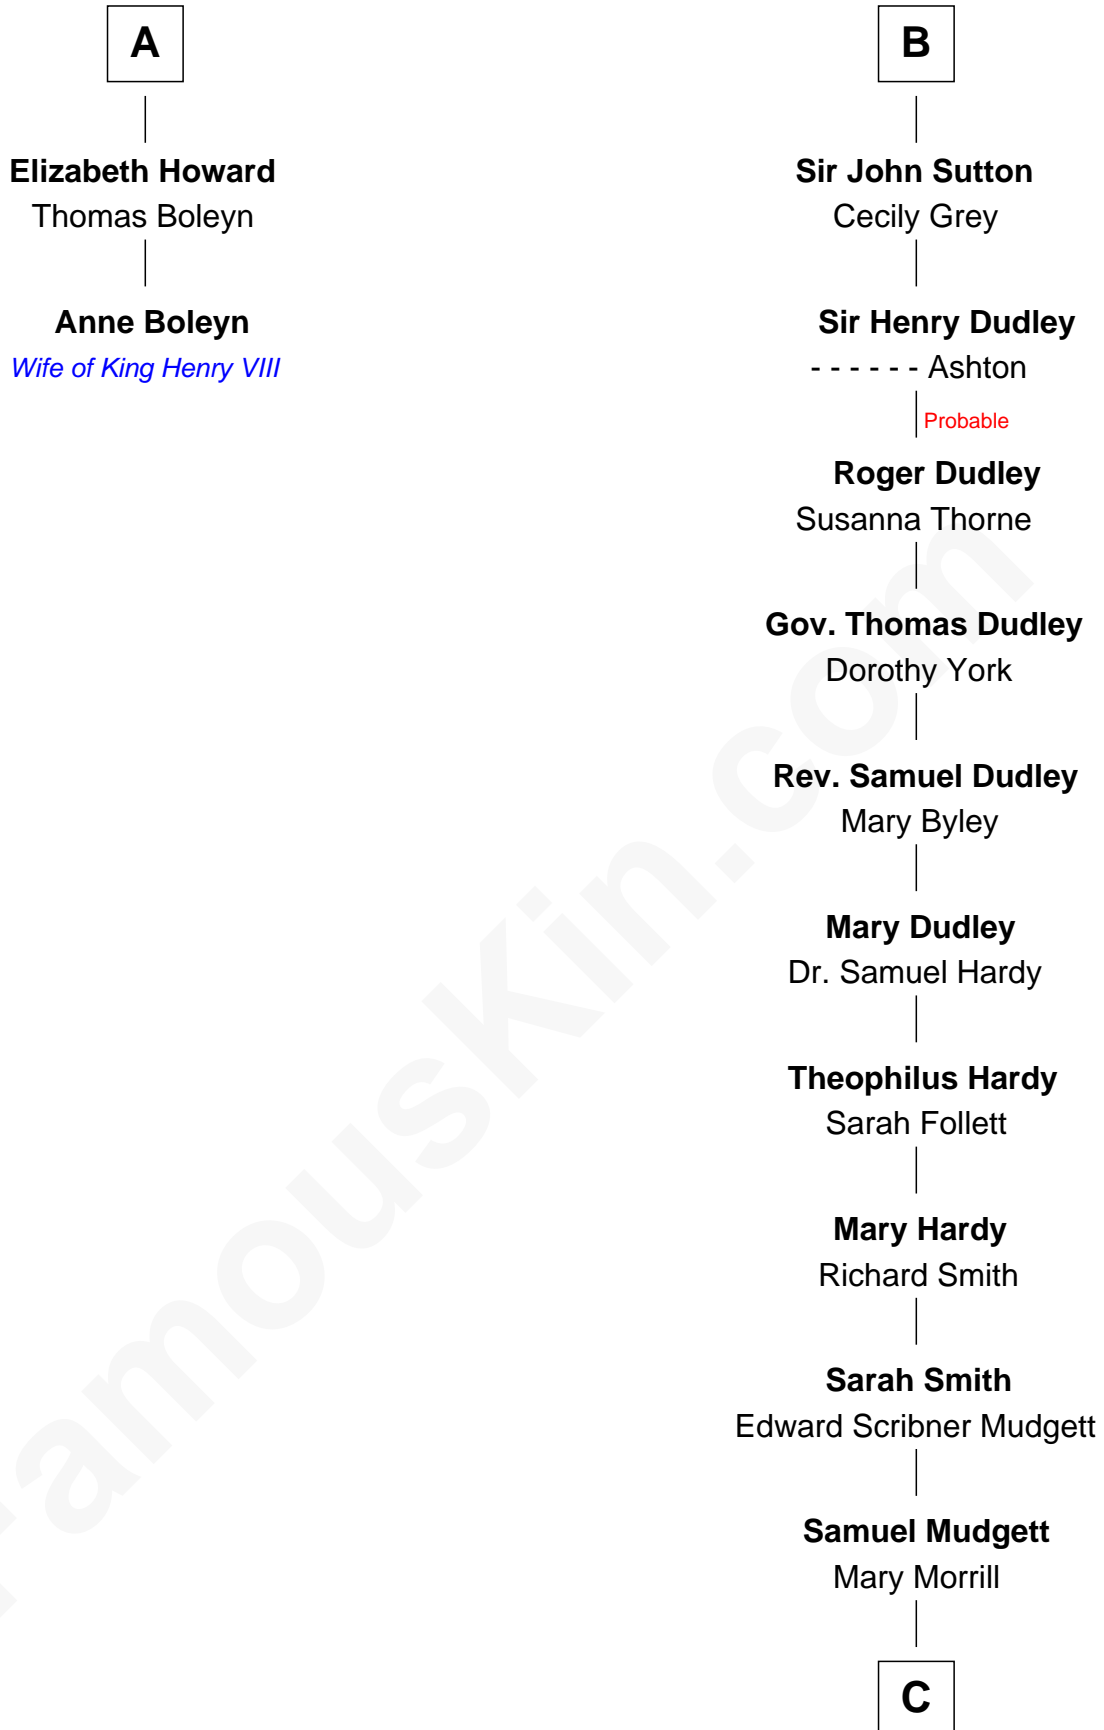 A
Elizabeth Howard
Thomas Boleyn
Anne Boleyn
Wife of King Henry VIII
B
Sir John Sutton
Cecily Grey
Sir Henry Dudley
- - - - - - Ashton
Probable
Roger Dudley
Susanna Thorne
Gov. Thomas Dudley
Dorothy York
Rev. Samuel Dudley
Mary Byley
Mary Dudley
Dr. Samuel Hardy
Theophilus Hardy
Sarah Follett
Mary Hardy
Richard Smith
Sarah Smith
Edward Scribner Mudgett
Samuel Mudgett
Mary Morrill
C
FamousKin.com